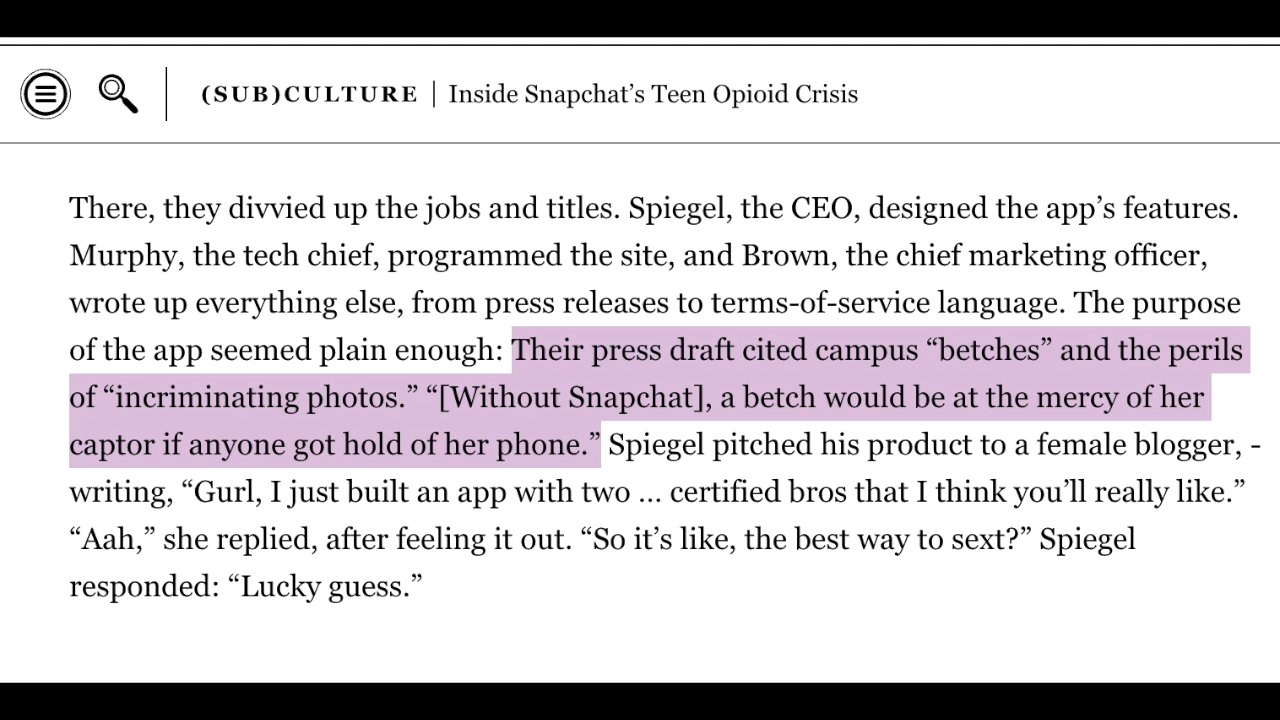 (SUB)CULTURE | Inside Snapchat’s Teen Opioid Crisis
There, they divvied up the jobs and titles. Spiegel, the CEO, designed the app’s features.
Murphy, the tech chief, programmed the site, and Brown, the chief marketing officer,
wrote up everything else, from press releases to terms-of-service language. The purpose
of the app seemed plain enough: Their press draft cited campus “betches” and the perils
of “incriminating photos.” “[Without Snapchat], a betch would be at the mercy of her
captor if anyone got hold of her phone.” Spiegel pitched his product to a female blogger, -
writing, “Gurl, I just built an app with two ... certified bros that I think you’ll really like.”
“Aah,” she replied, after feeling it out. “So it’s like, the best way to sext?” Spiegel
responded: “Lucky guess.”